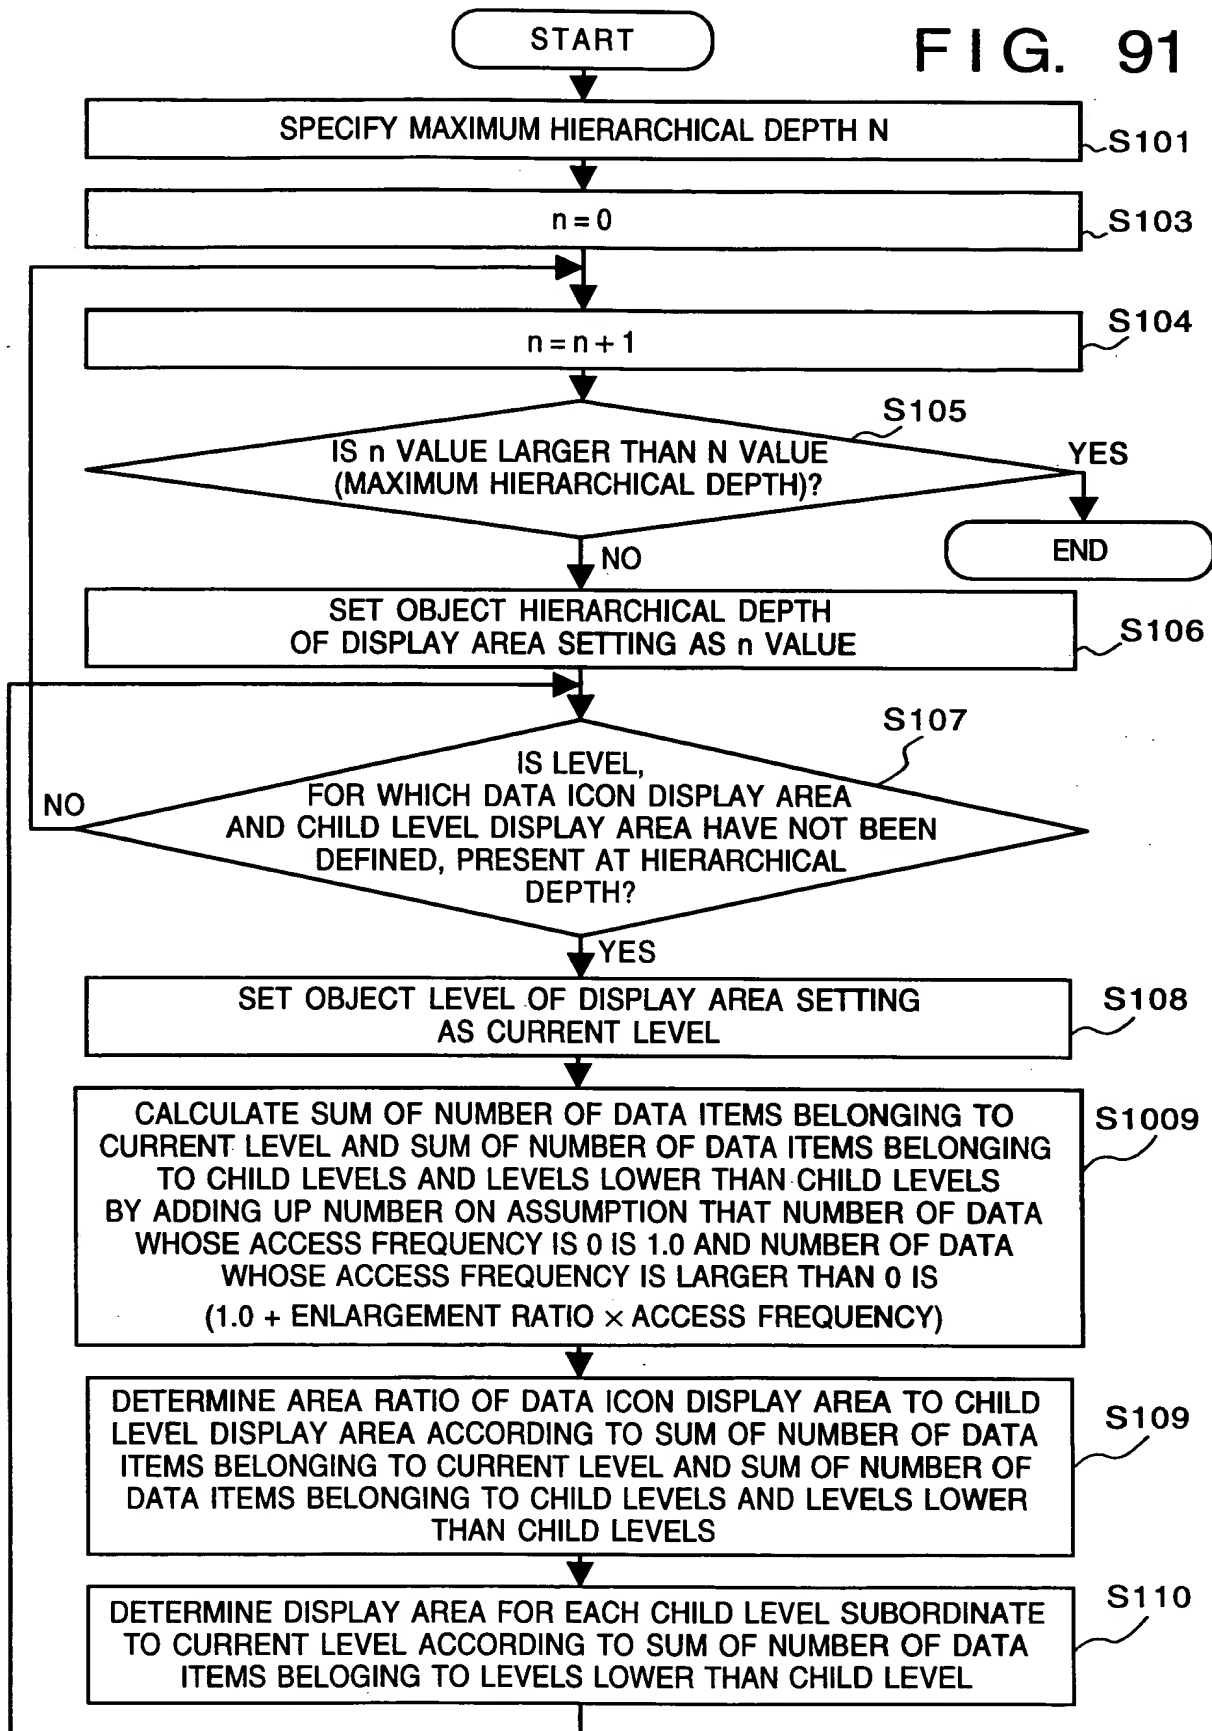 START
FIG. 91
SPECIFY MAXIMUM HIERARCHICAL DEPTH N
S101
n=0
S103
S104
n=n+1
S105
IS n VALUE LARGER THAN N VALUE
(MAXIMUM HIERARCHICAL DEPTH)?
YES
END
NO
SET OBJECT HIERARCHICAL DEPTH
OF DISPLAY AREA SETTING AS n VALUE
S106
S107
IS LEVEL,
FOR WHICH DATA ICON DISPLAY AREA
AND CHILD LEVEL DISPLAY AREA HAVE NOT BEEN
DEFINED, PRESENT AT HIERARCHICAL
DEPTH?
NO
YES
SET OBJECT LEVEL OF DISPLAY AREA SETTING
AS CURRENT LEVEL
S108
CALCULATE SUM OF NUMBER OF DATA ITEMS BELONGING TO
CURRENT LEVEL AND SUM OF NUMBER OF DATA ITEMS BELONGING
TO CHILD LEVELS AND LEVELS LOWER THAN CHILD LEVELS
BY ADDING UP NUMBER ON ASSUMPTION THAT NUMBER OF DATA
WHOSE ACCESS FREQUENCY IS 0 IS 1.0 AND NUMBER OF DATA
WHOSE ACCESS FREQUENCY IS LARGER THAN 0 IS
(1.0 + ENLARGEMENT RATIO × ACCESS FREQUENCY)
S1009
DETERMINE AREA RATIO OF DATA ICON DISPLAY AREA TO CHILD
LEVEL DISPLAY AREA ACCORDING TO SUM OF NUMBER OF DATA
ITEMS BELONGING TO CURRENT LEVEL AND SUM OF NUMBER OF
DATA ITEMS BELONGING TO CHILD LEVELS AND LEVELS LOWER
THAN CHILD LEVELS
S109
DETERMINE DISPLAY AREA FOR EACH CHILD LEVEL SUBORDINATE
TO CURRENT LEVEL ACCORDING TO SUM OF NUMBER OF DATA
ITEMS BELOGING TO LEVELS LOWER THAN CHILD LEVEL
S110